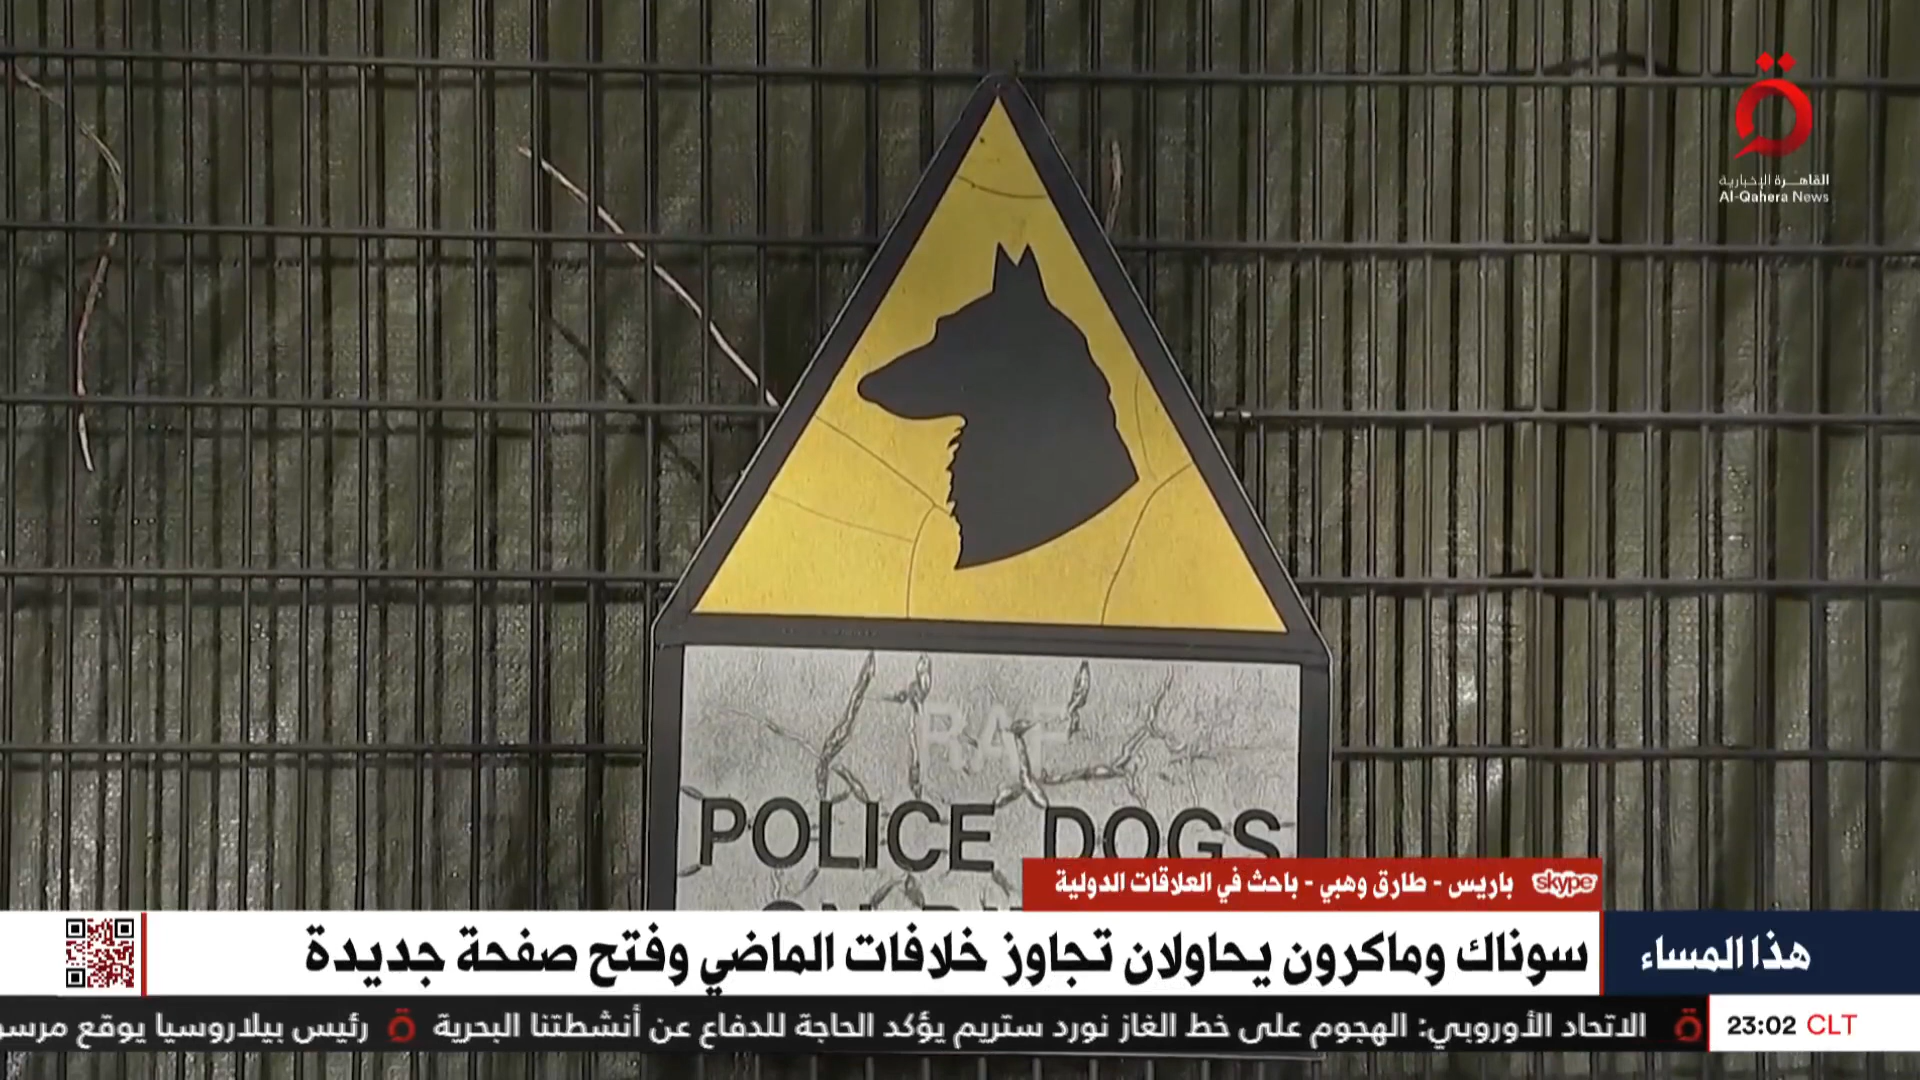 القاهرة الإخبارية
Al-Qahera News
RAF
POLICE DOGS
باريس - طارق وهبي - باحث في العلاقات الدولية
skype
هذا المساء
سوناك وماكرون يحاولان تجاوز خلافات الماضي وفتح صفحة جديدة
23:02 CLT
الاتحاد الأوروبي: الهجوم على خط الغاز نورد ستريم يؤكد الحاجة للدفاع عن أنشطتنا البحرية
رئيس بيلاروسيا يوقع